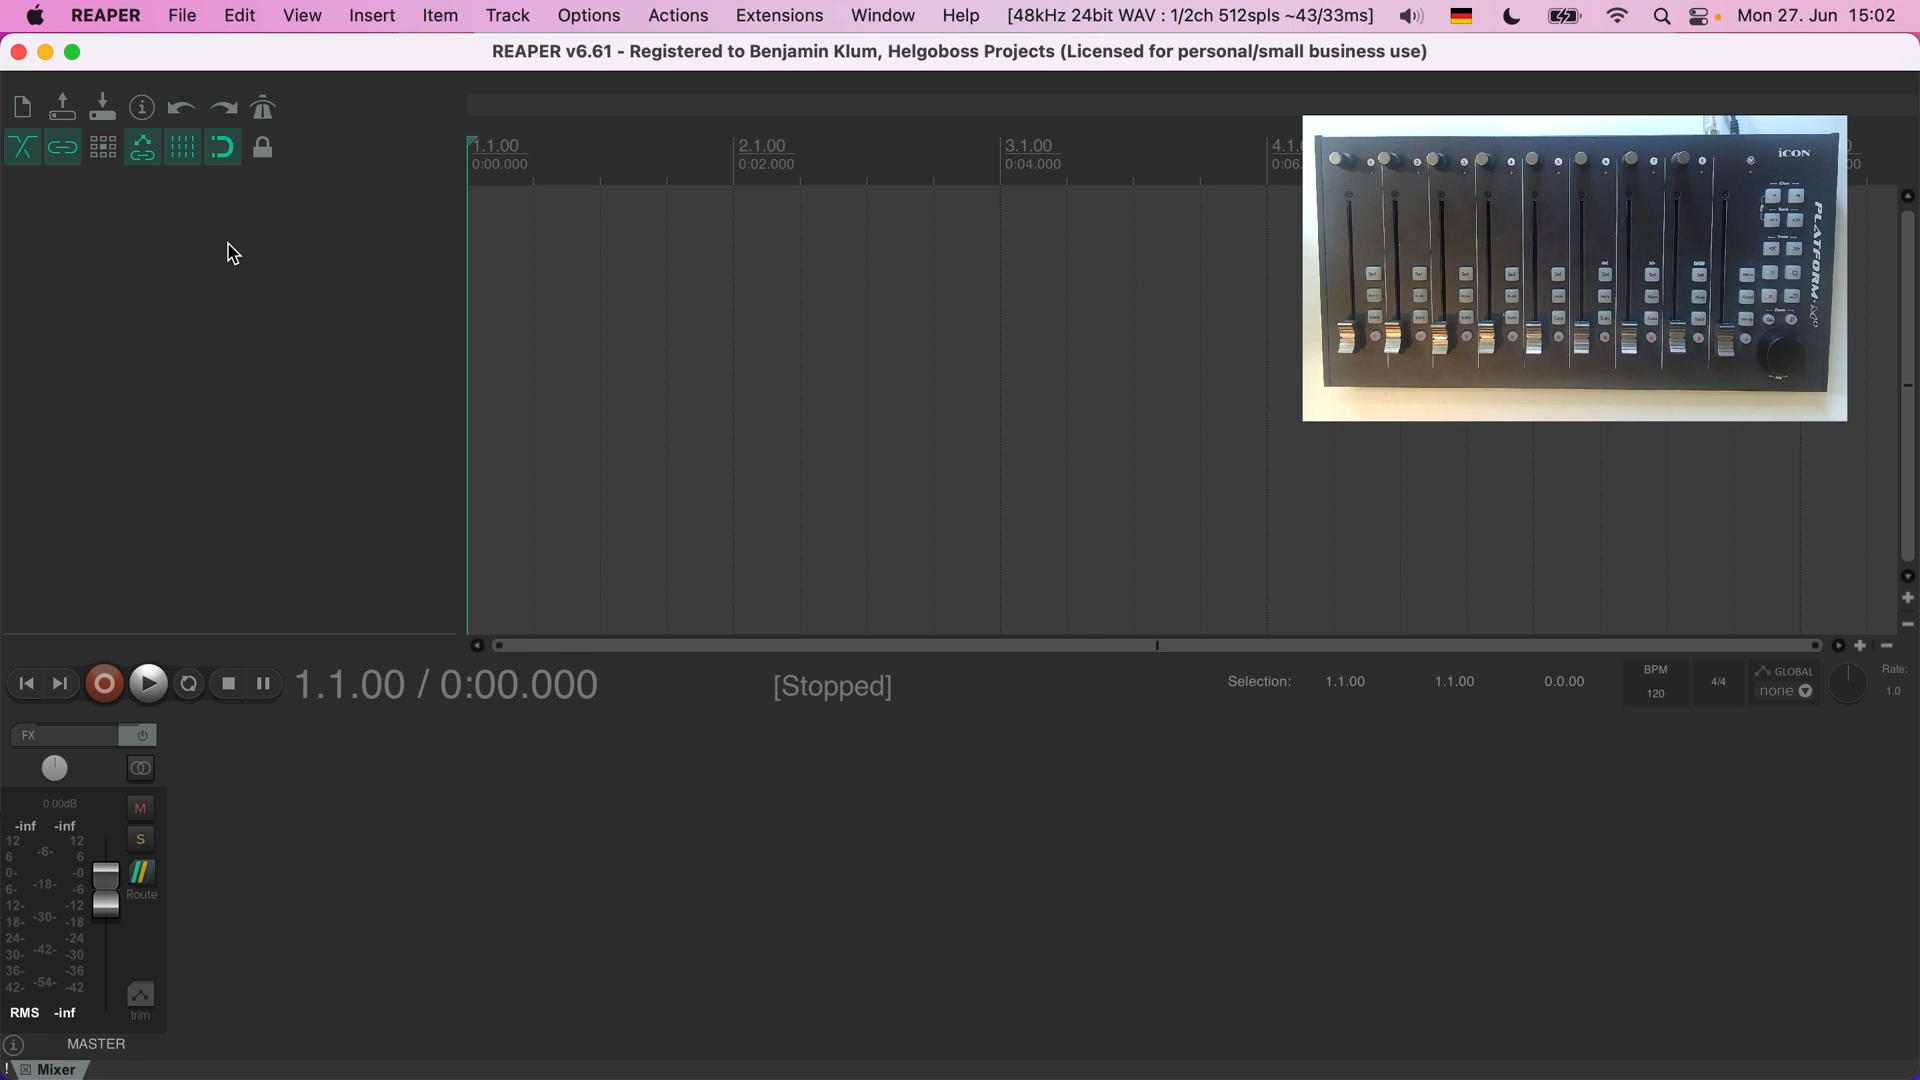 REAPER File Edit View Insert Item Track Options Actions Extensions Window Help [48kHz 24bit WAV : 1/2ch 512spls ~43/33ms] Mon 27. Jun 15:02
REAPER v6.61 - Registered to Benjamin Klum, Helgoboss Projects (Licensed for personal/small business use)
1.1.00 2.1.00 3.1.00 4.1.0
0:00.000 0:02.000 0:04.000 0:06.
iCON
PLATFORM
1.1.00 / 0:00.000 [Stopped] Selection: 1.1.00 1.1.00 0.0.00
BPM
120
4/4
GLOBAL
none
Rate:
1.0
FX
0.00dB
M
-inf -inf
S
12 12
-6-
6 6
0- -0
6- -18- -6
Route
12- -12
18- -30- -18
24- -24
30- -42- -30
36- -36
42- -54- -42
RMS -inf
trim
MASTER
! Mixer